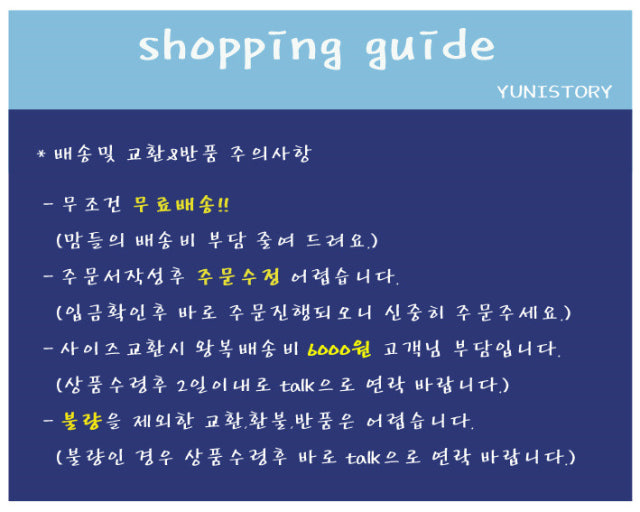 shopping guide
YUNISTORY
* 배송및 교환&반품 주의사항
- 무조건 무료배송!!
(맘들의 배송비 부담 줄여 드려요.)
- 주문서작성후 주문수정 어렵습니다.
(입금확인후 바로 주문진행되오니 신중히 주문주세요.)
- 사이즈교환시 왕복배송비 6000원 고객님 부담입니다.
(상품수령후 2일이내로 talk으로 연락 바랍니다.)
- 불량을 제외한 교환,환불,반품은 어렵습니다.
(불량인 경우 상품수령후 바로 talk으로 연락 바랍니다.)